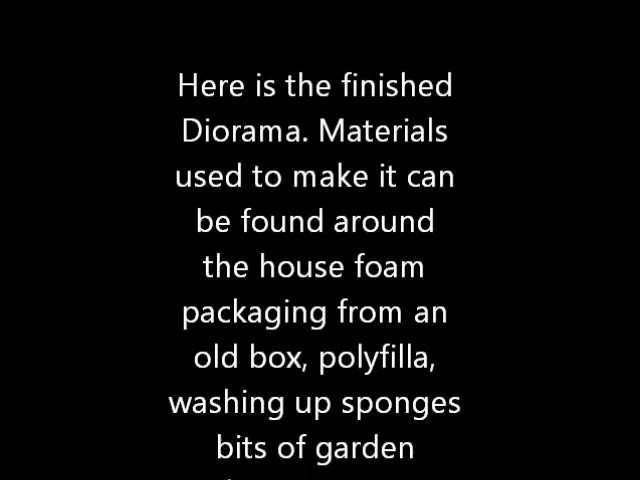 Here is the finished
Diorama. Materials
used to make it can
be found around
the house foam
packaging from an
old box, polyfilla,
washing up sponges
bits of garden